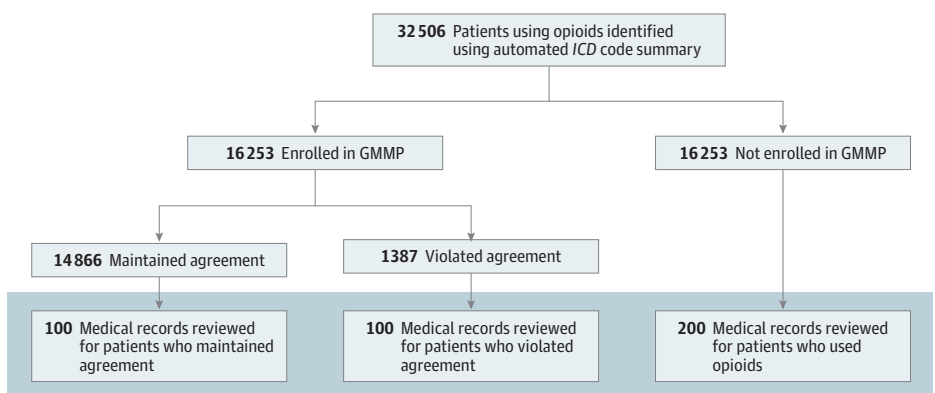 32 506 Patients using opioids identified
using automated ICD code summary
16 253 Enrolled in GMMP
16 253 Not enrolled in GMMP
14 866 Maintained agreement
1387 Violated agreement
100 Medical records reviewed
for patients who maintained
agreement
100 Medical records reviewed
for patients who violated
agreement
200 Medical records reviewed
for patients who used
opioids